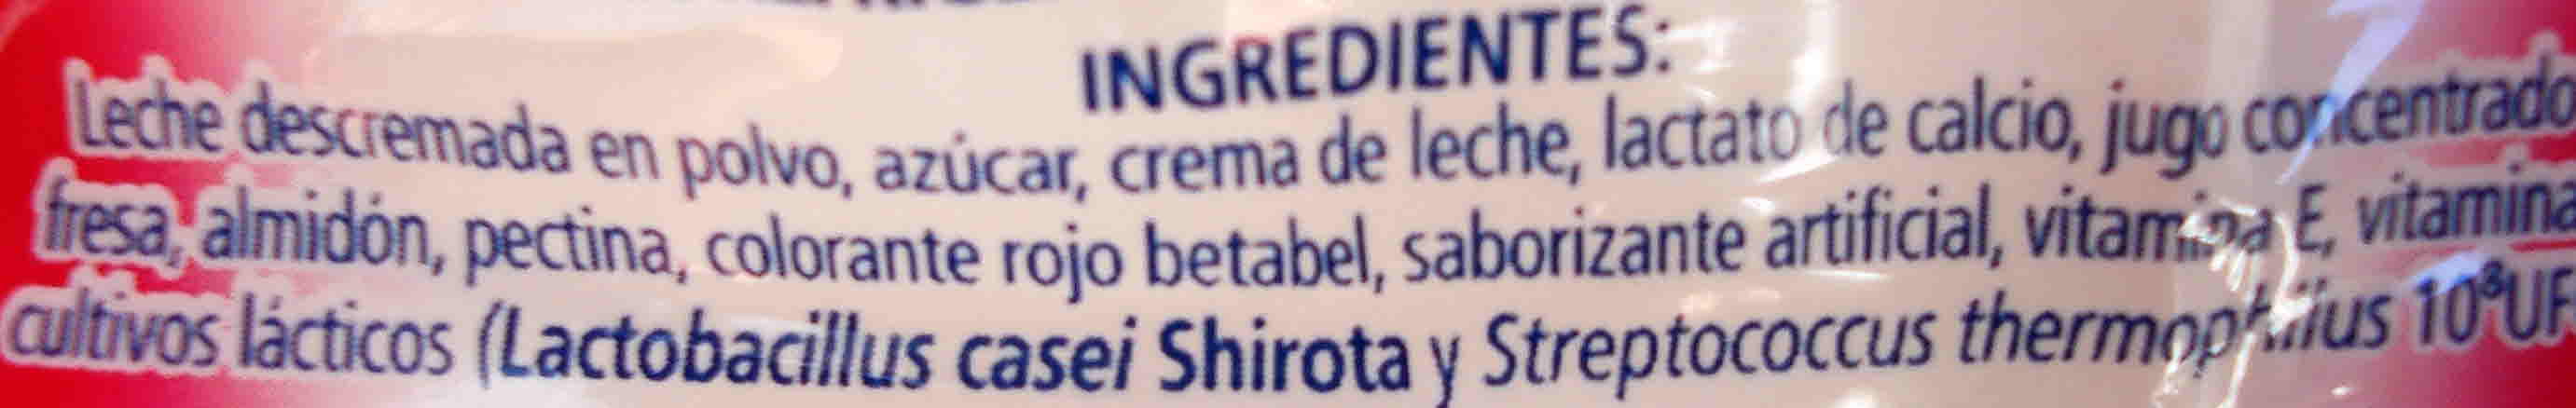 INGREDIENTES:
Leche descremada en polvo, azúcar, crema de leche, lactato de calcio, jugo concentrado
fresa, almidón, pectina, colorante rojo betabel, saborizante artificial, vitamina E, vitamina
cultivos lácticos (Lactobacillus casei Shirota y Streptococcus thermophilus 10⁸UF